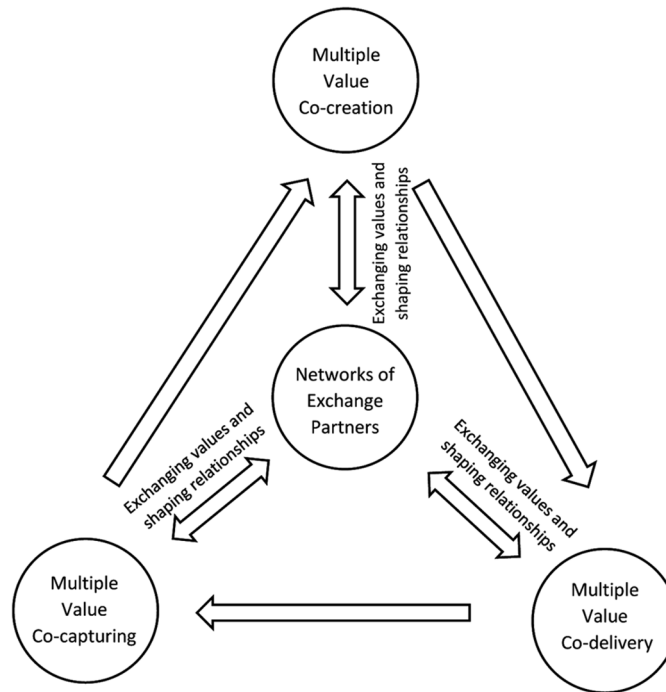 Multiple
Value
Co-creation
Exchanging values and
shaping relationships
Networks of
Exchange
Partners
Exchanging values and
shaping relationships
Exchanging values and
shaping relationships
Multiple
Value
Co-capturing
Multiple
Value
Co-delivery